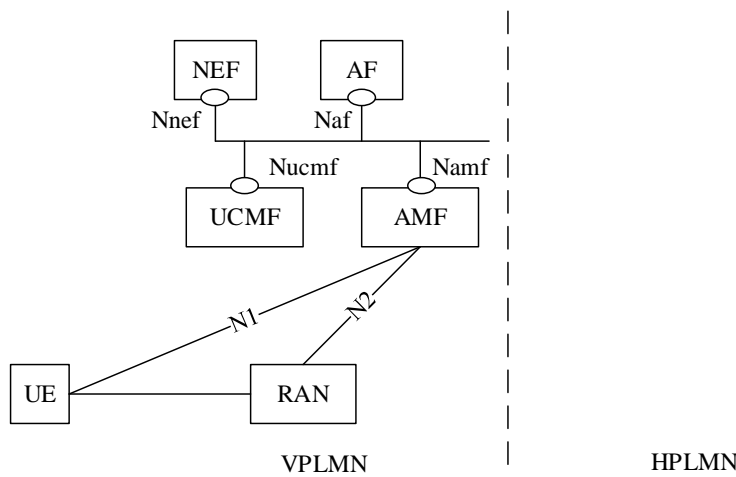 NEF
AF
Nnef
Naf
Nucmf
Namf
UCMF
AMF
N1
N2
UE
RAN
VPLMN
HPLMN